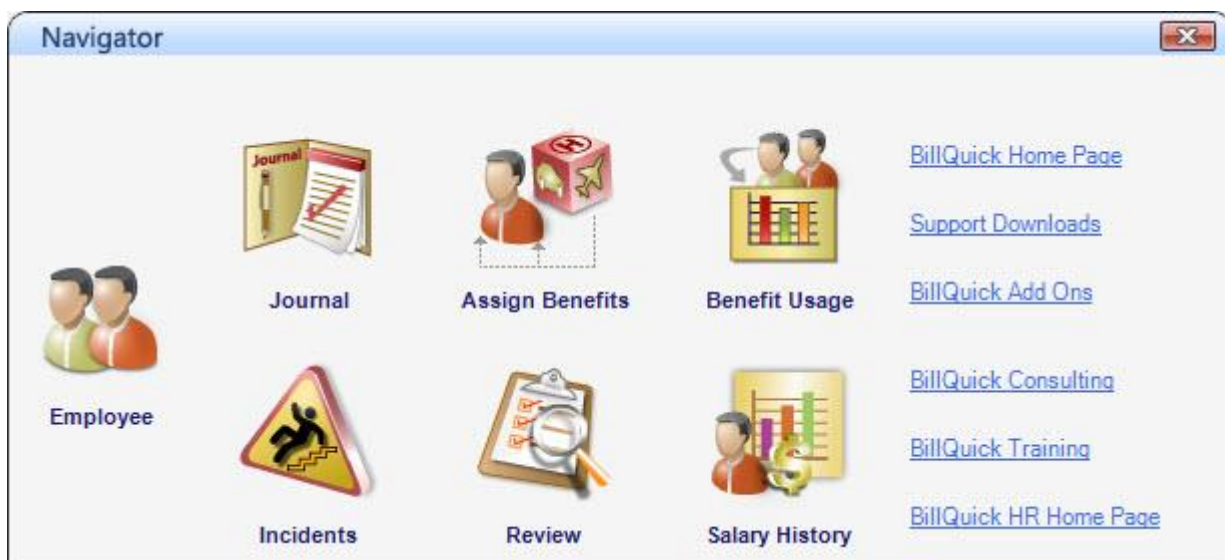 Navigator
Journal
Journal
Assign Benefits
Benefit Usage
Employee
Incidents
Review
Salary History
BillQuick Home Page
Support Downloads
BillQuick Add Ons
BillQuick Consulting
BillQuick Training
BillQuick HR Home Page